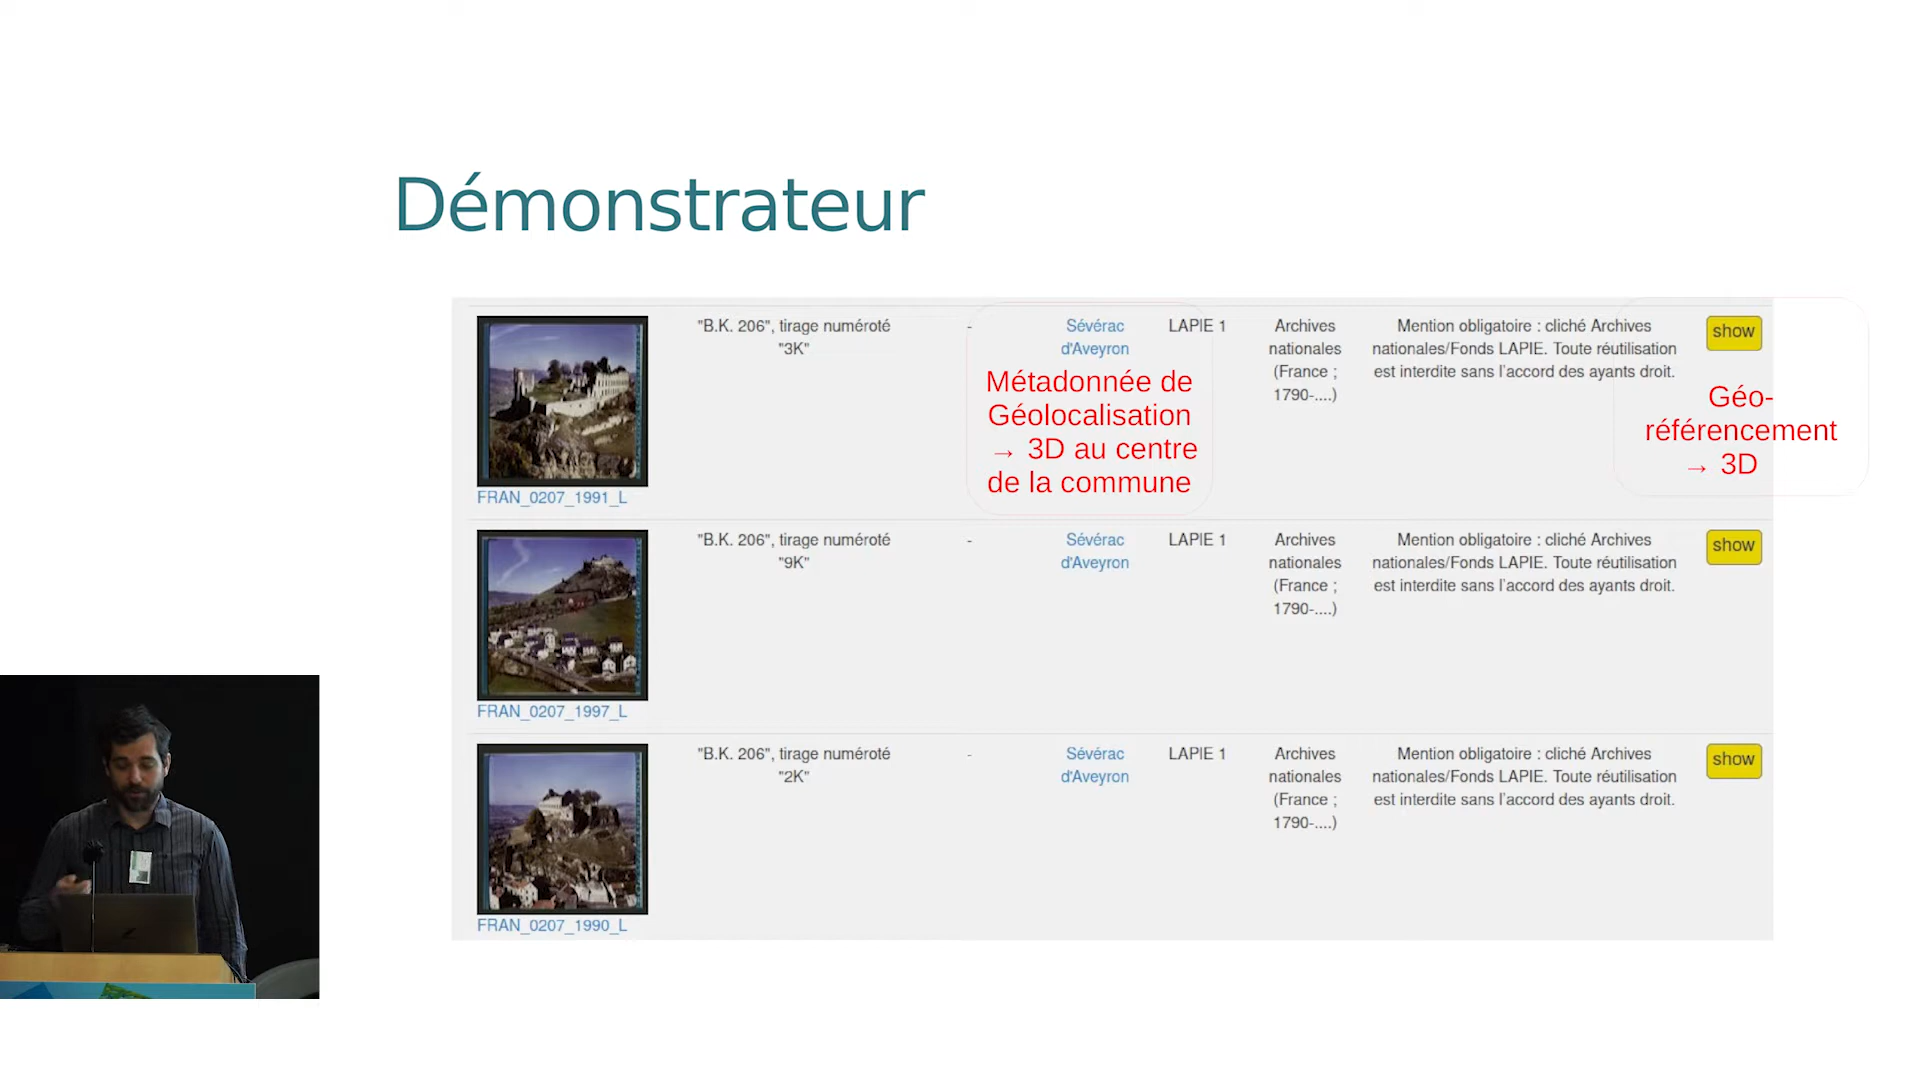 Démonstrateur
"B.K. 206", tirage numéroté
"3K"
-
Sévérac
d'Aveyron
LAPIE 1
Archives
nationales
(France ;
1790-....)
Mention obligatoire : cliché Archives
nationales/Fonds LAPIE. Toute réutilisation
est interdite sans l'accord des ayants droit.
show
Métadonnée de
Géolocalisation
→ 3D au centre
de la commune
Géo-
référencement
→ 3D
FRAN_0207_1991_L
"B.K. 206", tirage numéroté
"9K"
-
Sévérac
d'Aveyron
LAPIE 1
Archives
nationales
(France ;
1790-....)
Mention obligatoire : cliché Archives
nationales/Fonds LAPIE. Toute réutilisation
est interdite sans l'accord des ayants droit.
show
FRAN_0207_1997_L
"B.K. 206", tirage numéroté
"2K"
-
Sévérac
d'Aveyron
LAPIE 1
Archives
nationales
(France ;
1790-....)
Mention obligatoire : cliché Archives
nationales/Fonds LAPIE. Toute réutilisation
est interdite sans l'accord des ayants droit.
show
FRAN_0207_1990_L